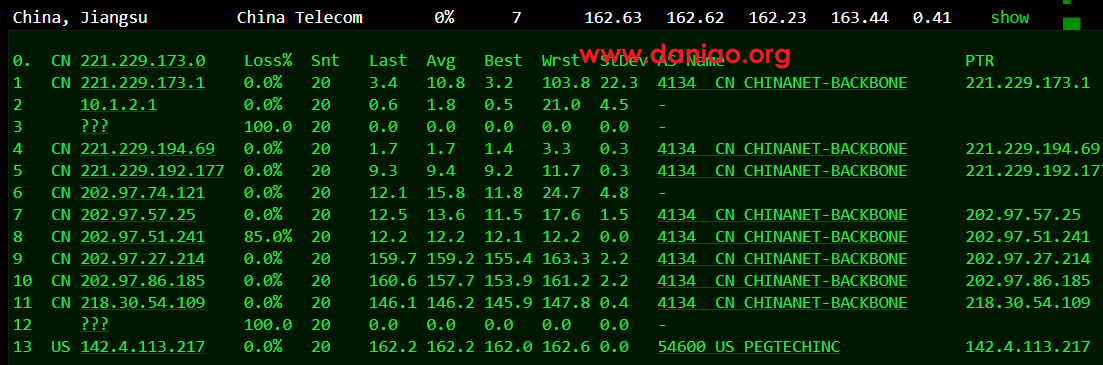 China, Jiangsu China Telecom 0% 7 162.63 162.62 162.23 163.44 0.41 show
www.daniao.org
0. CN 221.229.173.0 Loss% Snt Last Avg Best Wrst StDev AS Name PTR
1 CN 221.229.173.1 0.0% 20 3.4 10.8 3.2 103.8 22.3 4134 CN CHINANET-BACKBONE 221.229.173.1
2 10.1.2.1 0.0% 20 0.6 1.8 0.5 21.0 4.5 -
3 ??? 100.0 20 0.0 0.0 0.0 0.0 0.0 -
4 CN 221.229.194.69 0.0% 20 1.7 1.7 1.4 3.3 0.3 4134 CN CHINANET-BACKBONE 221.229.194.69
5 CN 221.229.192.177 0.0% 20 9.3 9.4 9.2 11.7 0.3 4134 CN CHINANET-BACKBONE 221.229.192.177
6 CN 202.97.74.121 0.0% 20 12.1 15.8 11.8 24.7 4.8 -
7 CN 202.97.57.25 0.0% 20 12.5 13.6 11.5 17.6 1.5 4134 CN CHINANET-BACKBONE 202.97.57.25
8 CN 202.97.51.241 85.0% 20 12.2 12.2 12.1 12.2 0.0 4134 CN CHINANET-BACKBONE 202.97.51.241
9 CN 202.97.27.214 0.0% 20 159.7 159.2 155.4 163.3 2.2 4134 CN CHINANET-BACKBONE 202.97.27.214
10 CN 202.97.86.185 0.0% 20 160.6 157.7 153.9 161.2 2.2 4134 CN CHINANET-BACKBONE 202.97.86.185
11 CN 218.30.54.109 0.0% 20 146.1 146.2 145.9 147.8 0.4 4134 CN CHINANET-BACKBONE 218.30.54.109
12 ??? 100.0 20 0.0 0.0 0.0 0.0 0.0 -
13 US 142.4.113.217 0.0% 20 162.2 162.2 162.0 162.6 0.0 54600 US PEGTECHINC 142.4.113.217